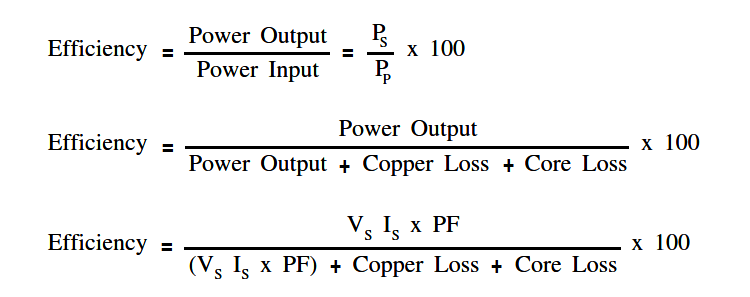 Efficiency = Power Output / Power Input = P_S / P_P x 100
Efficiency = Power Output / Power Output + Copper Loss + Core Loss x 100
Efficiency = V_S I_S x PF / (V_S I_S x PF) + Copper Loss + Core Loss x 100